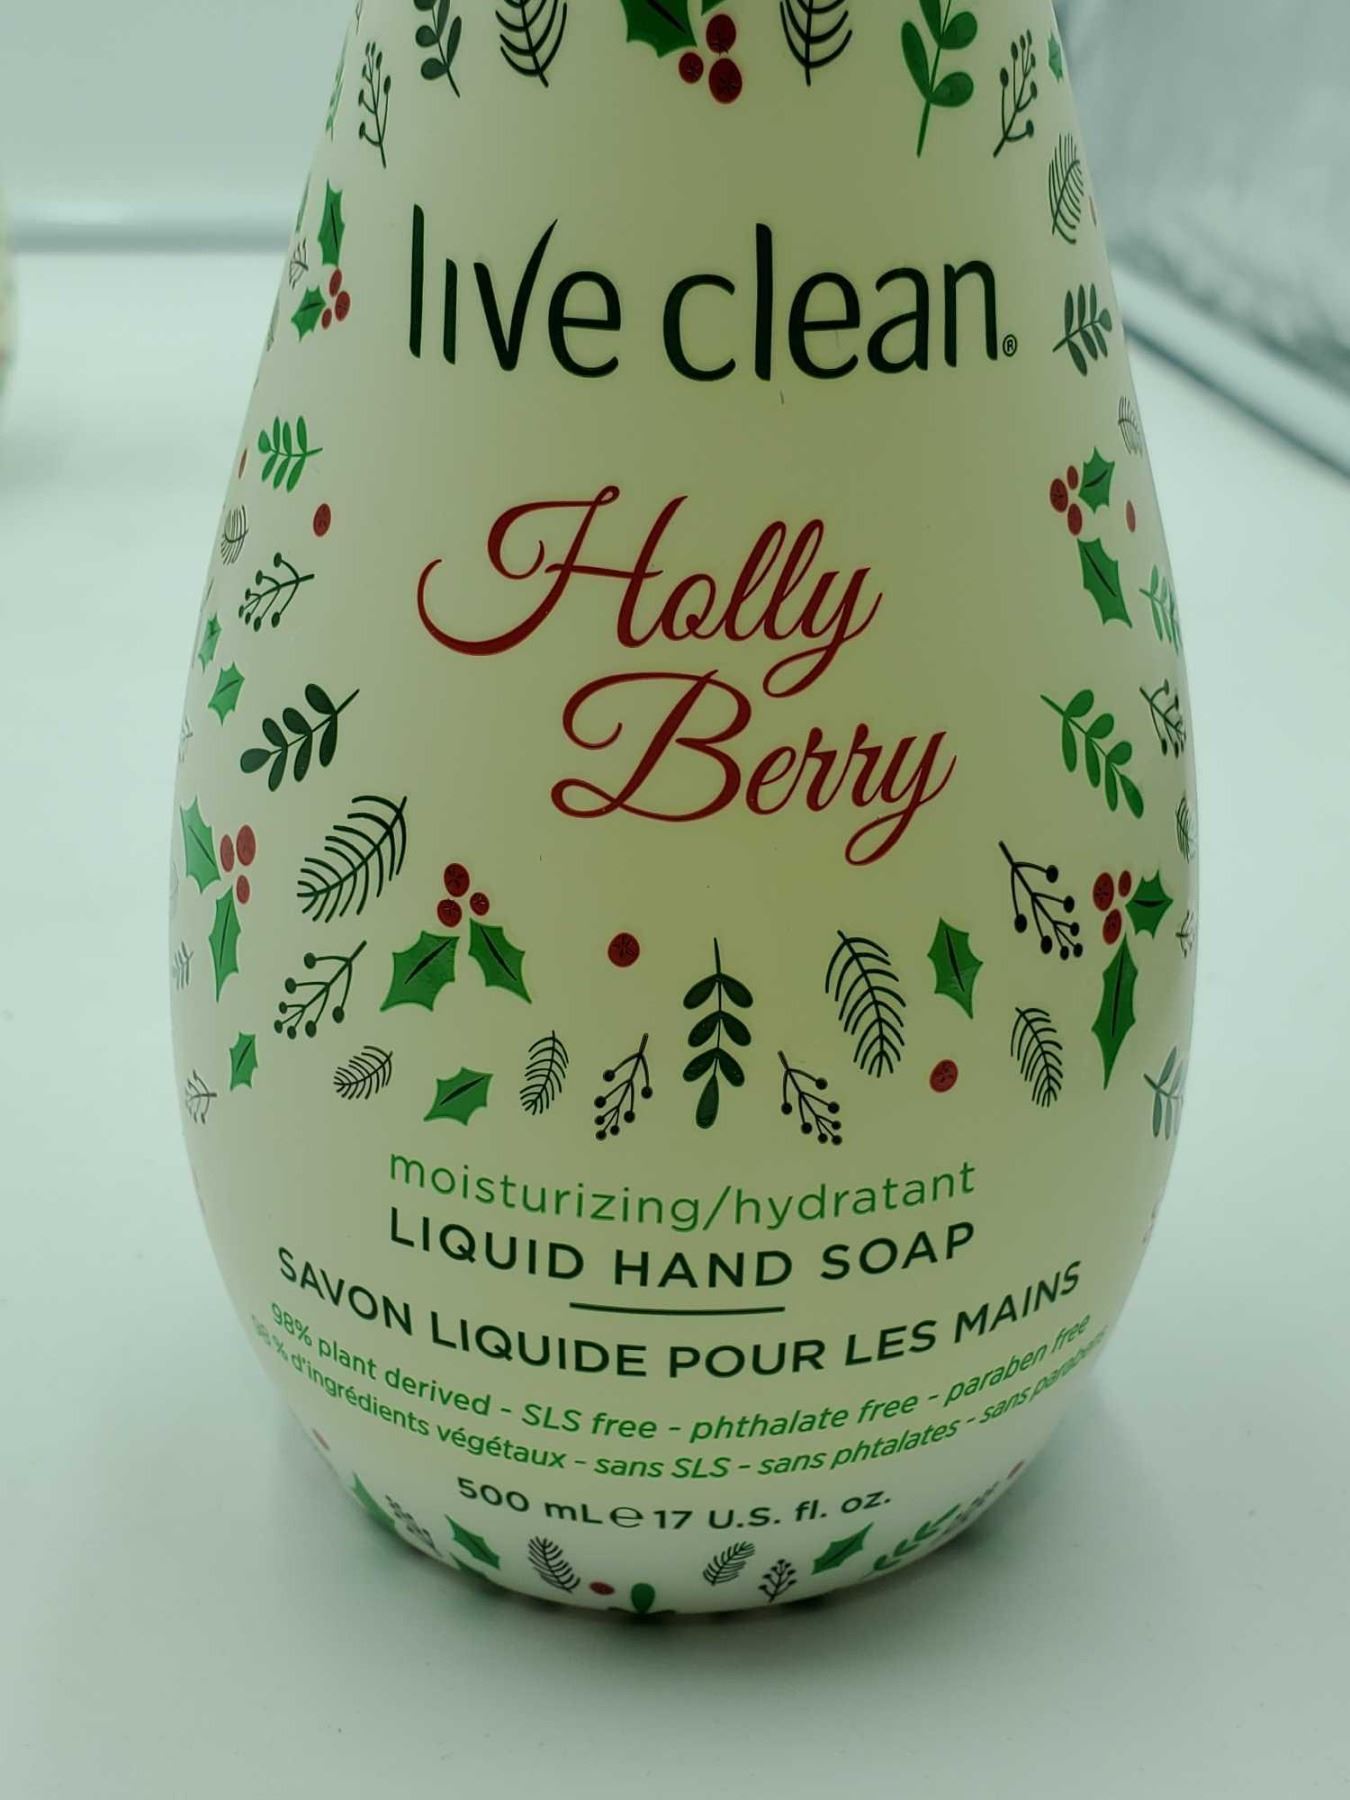 live clean®
Holly
Berry
moisturizing/hydratant
LIQUID HAND SOAP
SAVON LIQUIDE POUR LES MAINS
98% plant derived - SLS free - phthalate free - paraben free
98 % d'ingrédients végétaux - sans SLS - sans phtalates - sans
500 mL ℮ 17 U.S. fl. oz.